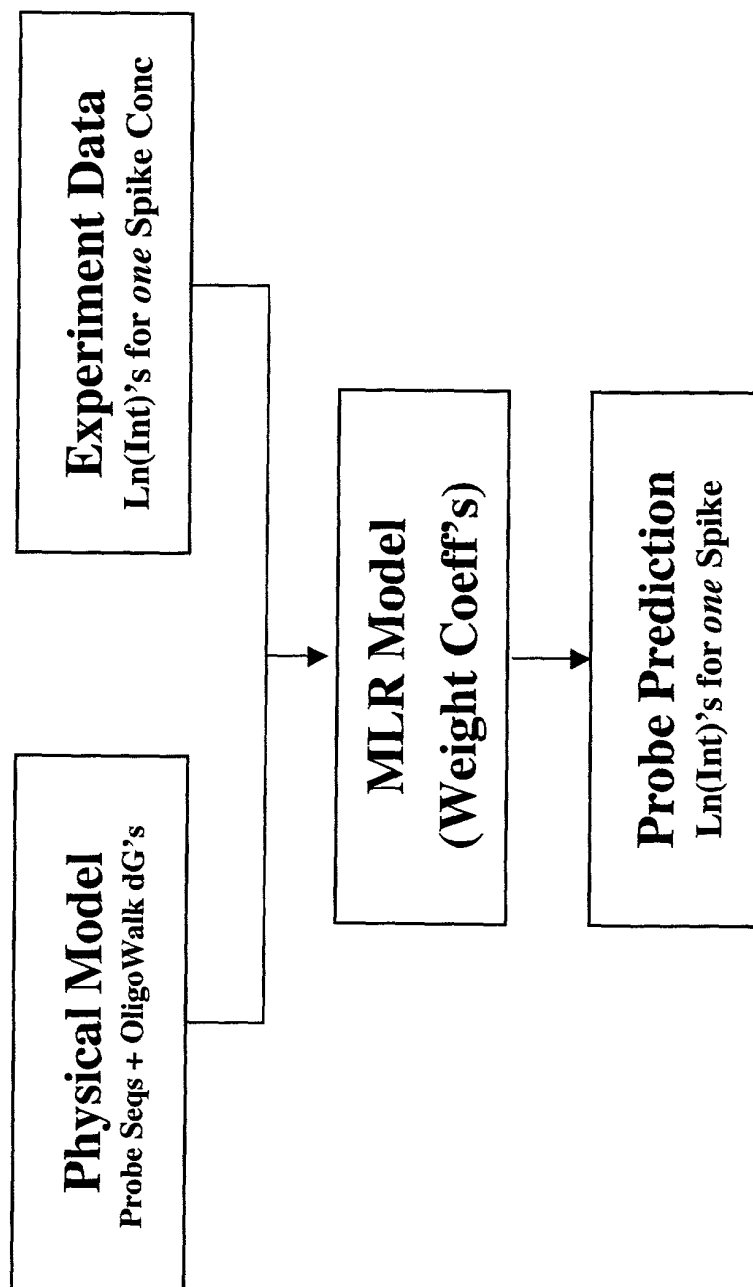 Physical Model
Probe Seqs + OligoWalk dG's
Experiment Data
Ln(Int)'s for one Spike Conc
MLR Model
(Weight Coeff's)
Probe Prediction
Ln(Int)'s for one Spike